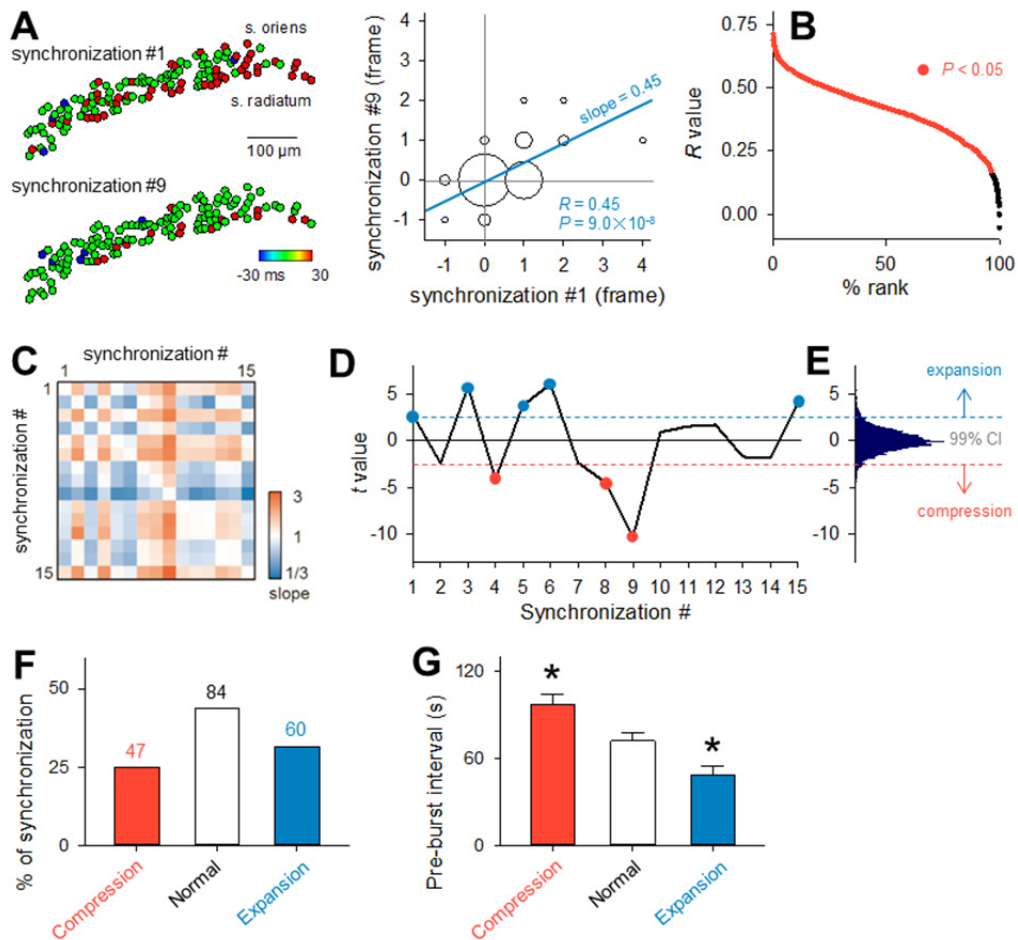 A
synchronization #1
s. oriens
s. radiatum
100 µm
synchronization #9
-30 ms
30
synchronization #9 (frame)
4
3
2
1
0
-1
slope = 0.45
R = 0.45
P = 9.0×10⁻⁸
-1
0
1
2
3
4
synchronization #1 (frame)
B
R value
0.75
0.50
0.25
0.00
P < 0.05
0
50
100
% rank
C
synchronization #
1
15
synchronization #
1
15
3
1
1/3
slope
D
t value
5
0
-5
-10
1 2 3 4 5 6 7 8 9 10 11 12 13 14 15
Synchronization #
E
5
0
-5
-10
expansion
99% CI
compression
F
% of synchronization
50
25
0
47
84
60
Compression
Normal
Expansion
G
Pre-burst interval (s)
120
60
0
*
*
Compression
Normal
Expansion